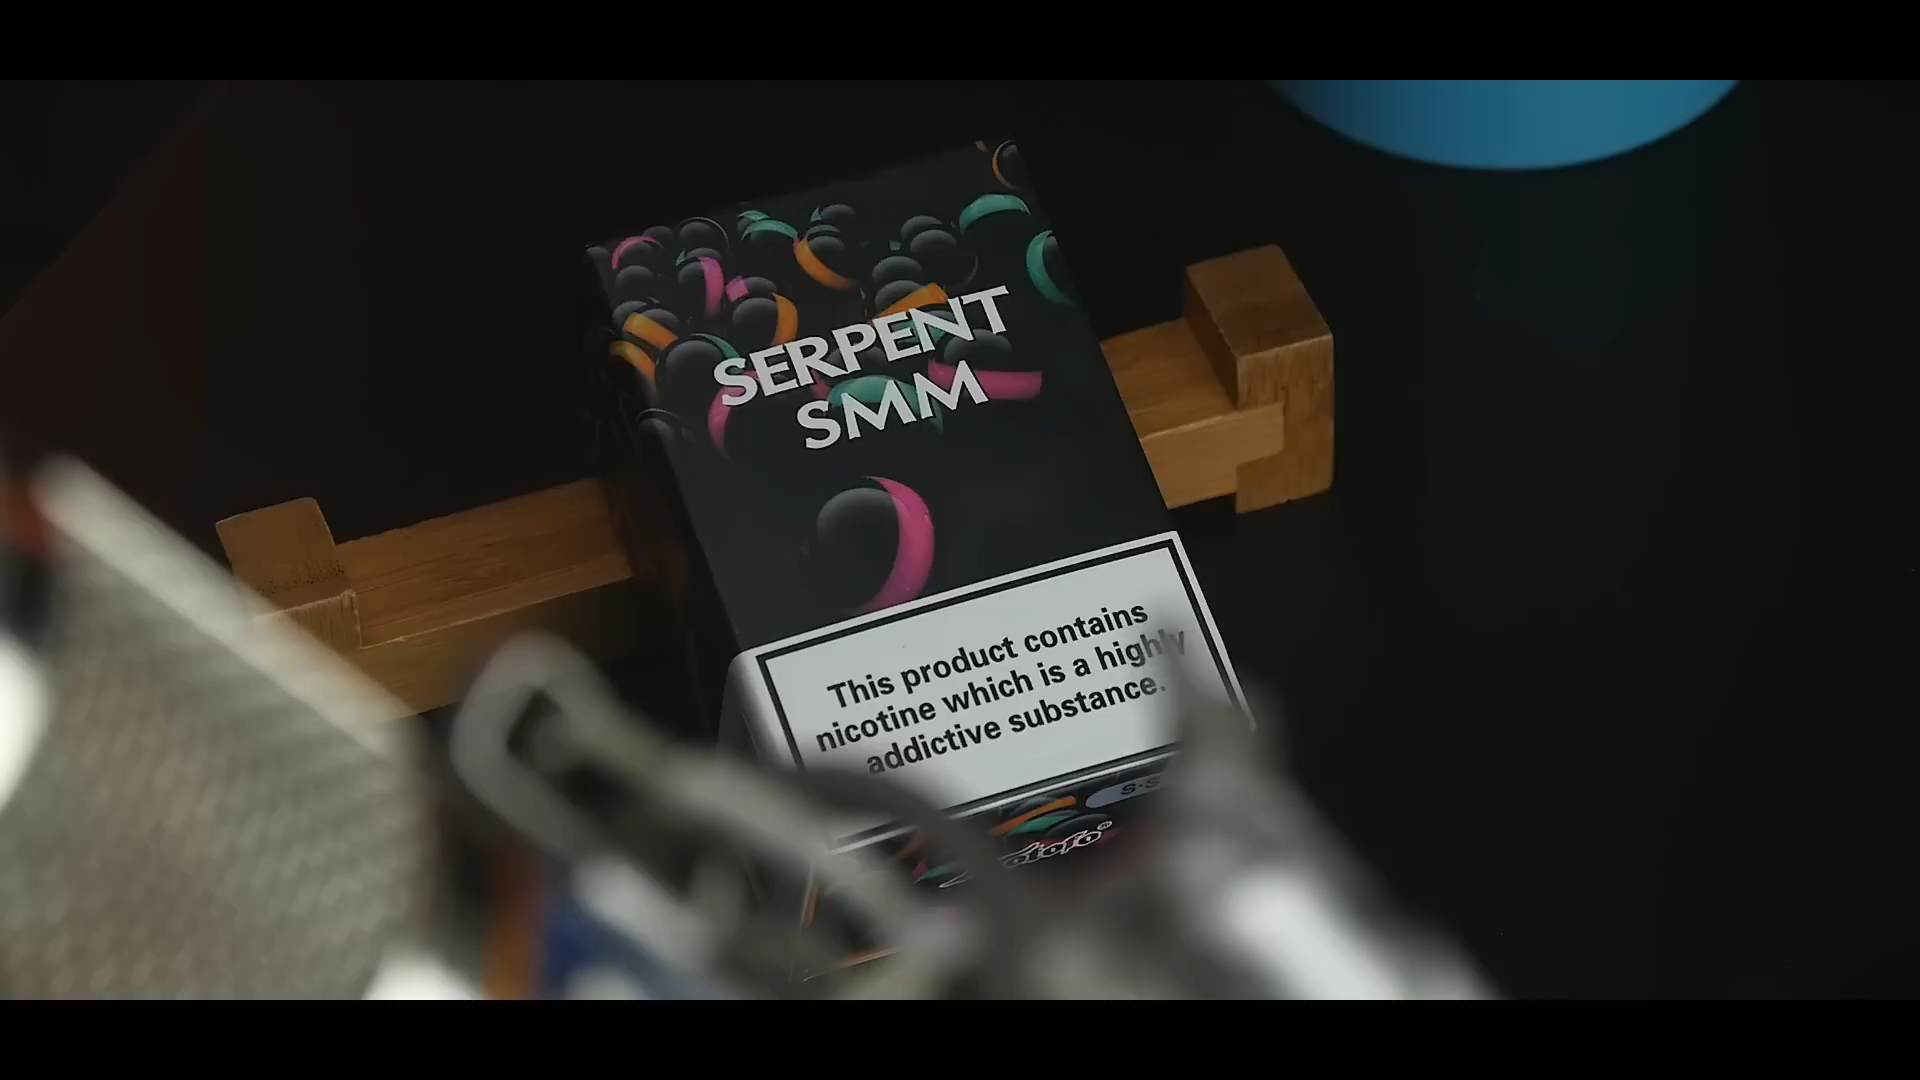 SERPENT
SMM
This product contains
nicotine which is a highly
addictive substance.